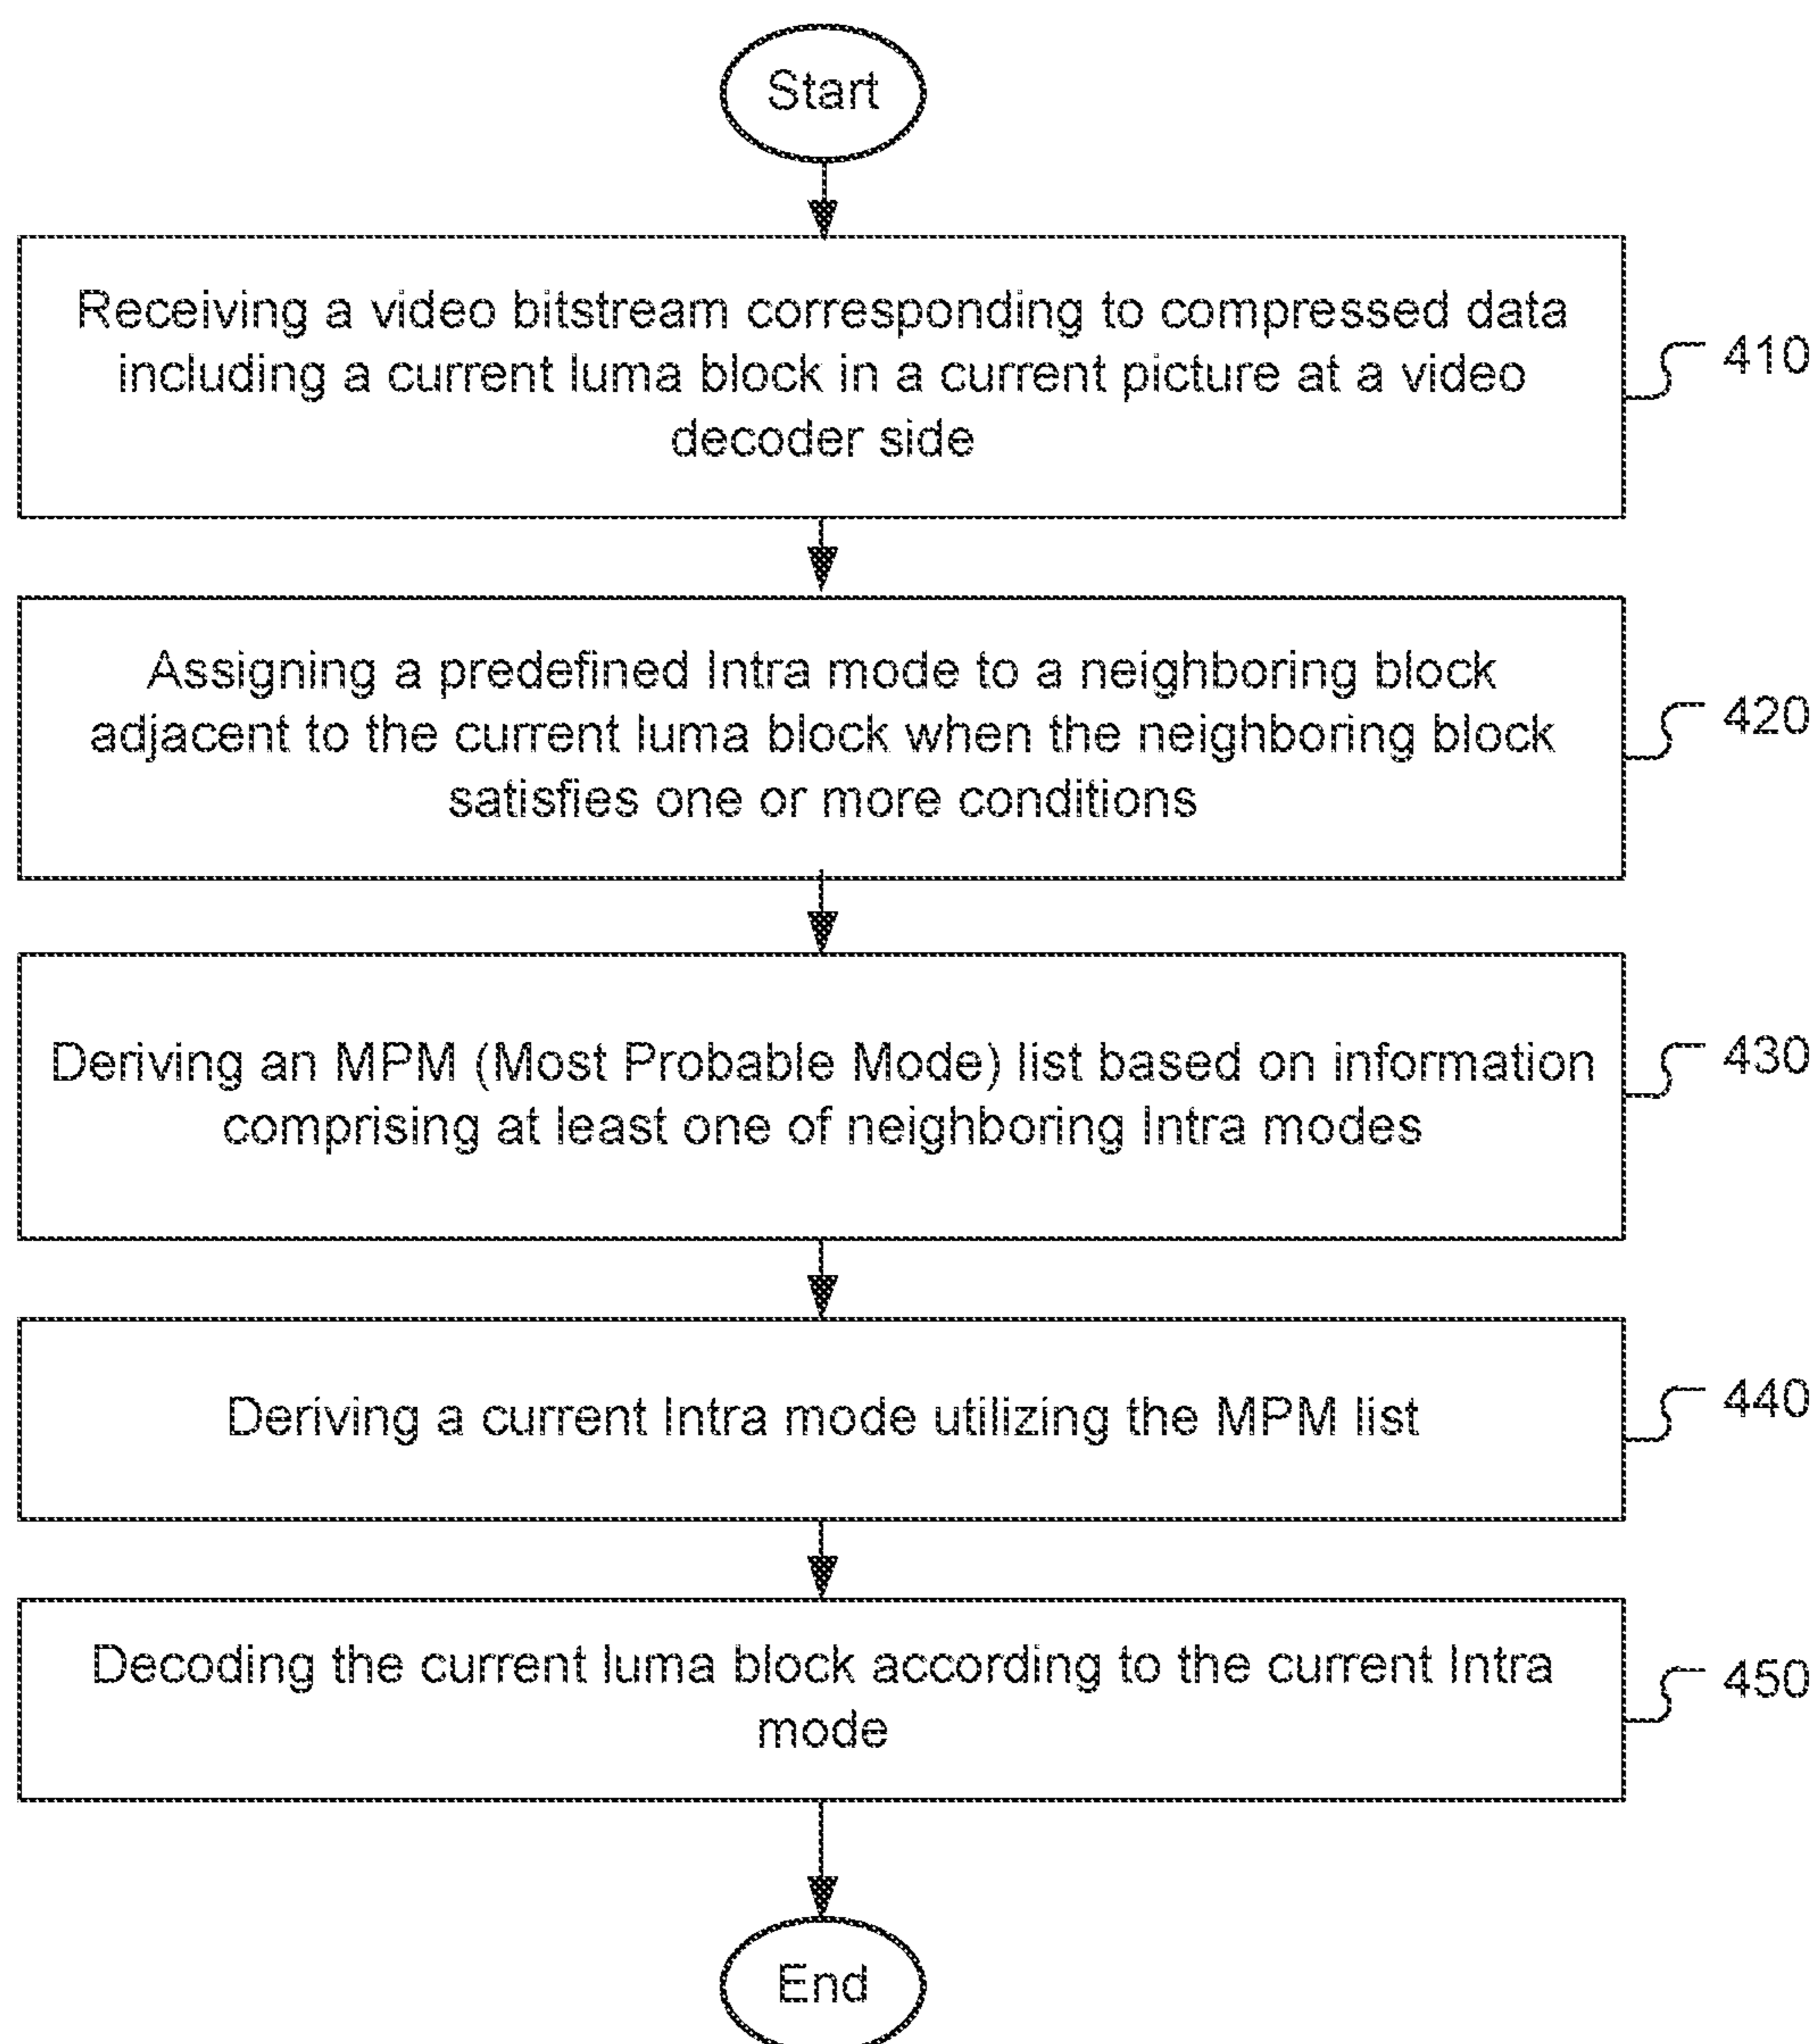 Start
Receiving a video bitstream corresponding to compressed data
including a current luma block in a current picture at a video
decoder side
410
Assigning a predefined Intra mode to a neighboring block
adjacent to the current luma block when the neighboring block
satisfies one or more conditions
420
Deriving an MPM (Most Probable Mode) list based on information
comprising at least one of neighboring Intra modes
430
Deriving a current Intra mode utilizing the MPM list
440
Decoding the current luma block according to the current Intra
mode
450
End